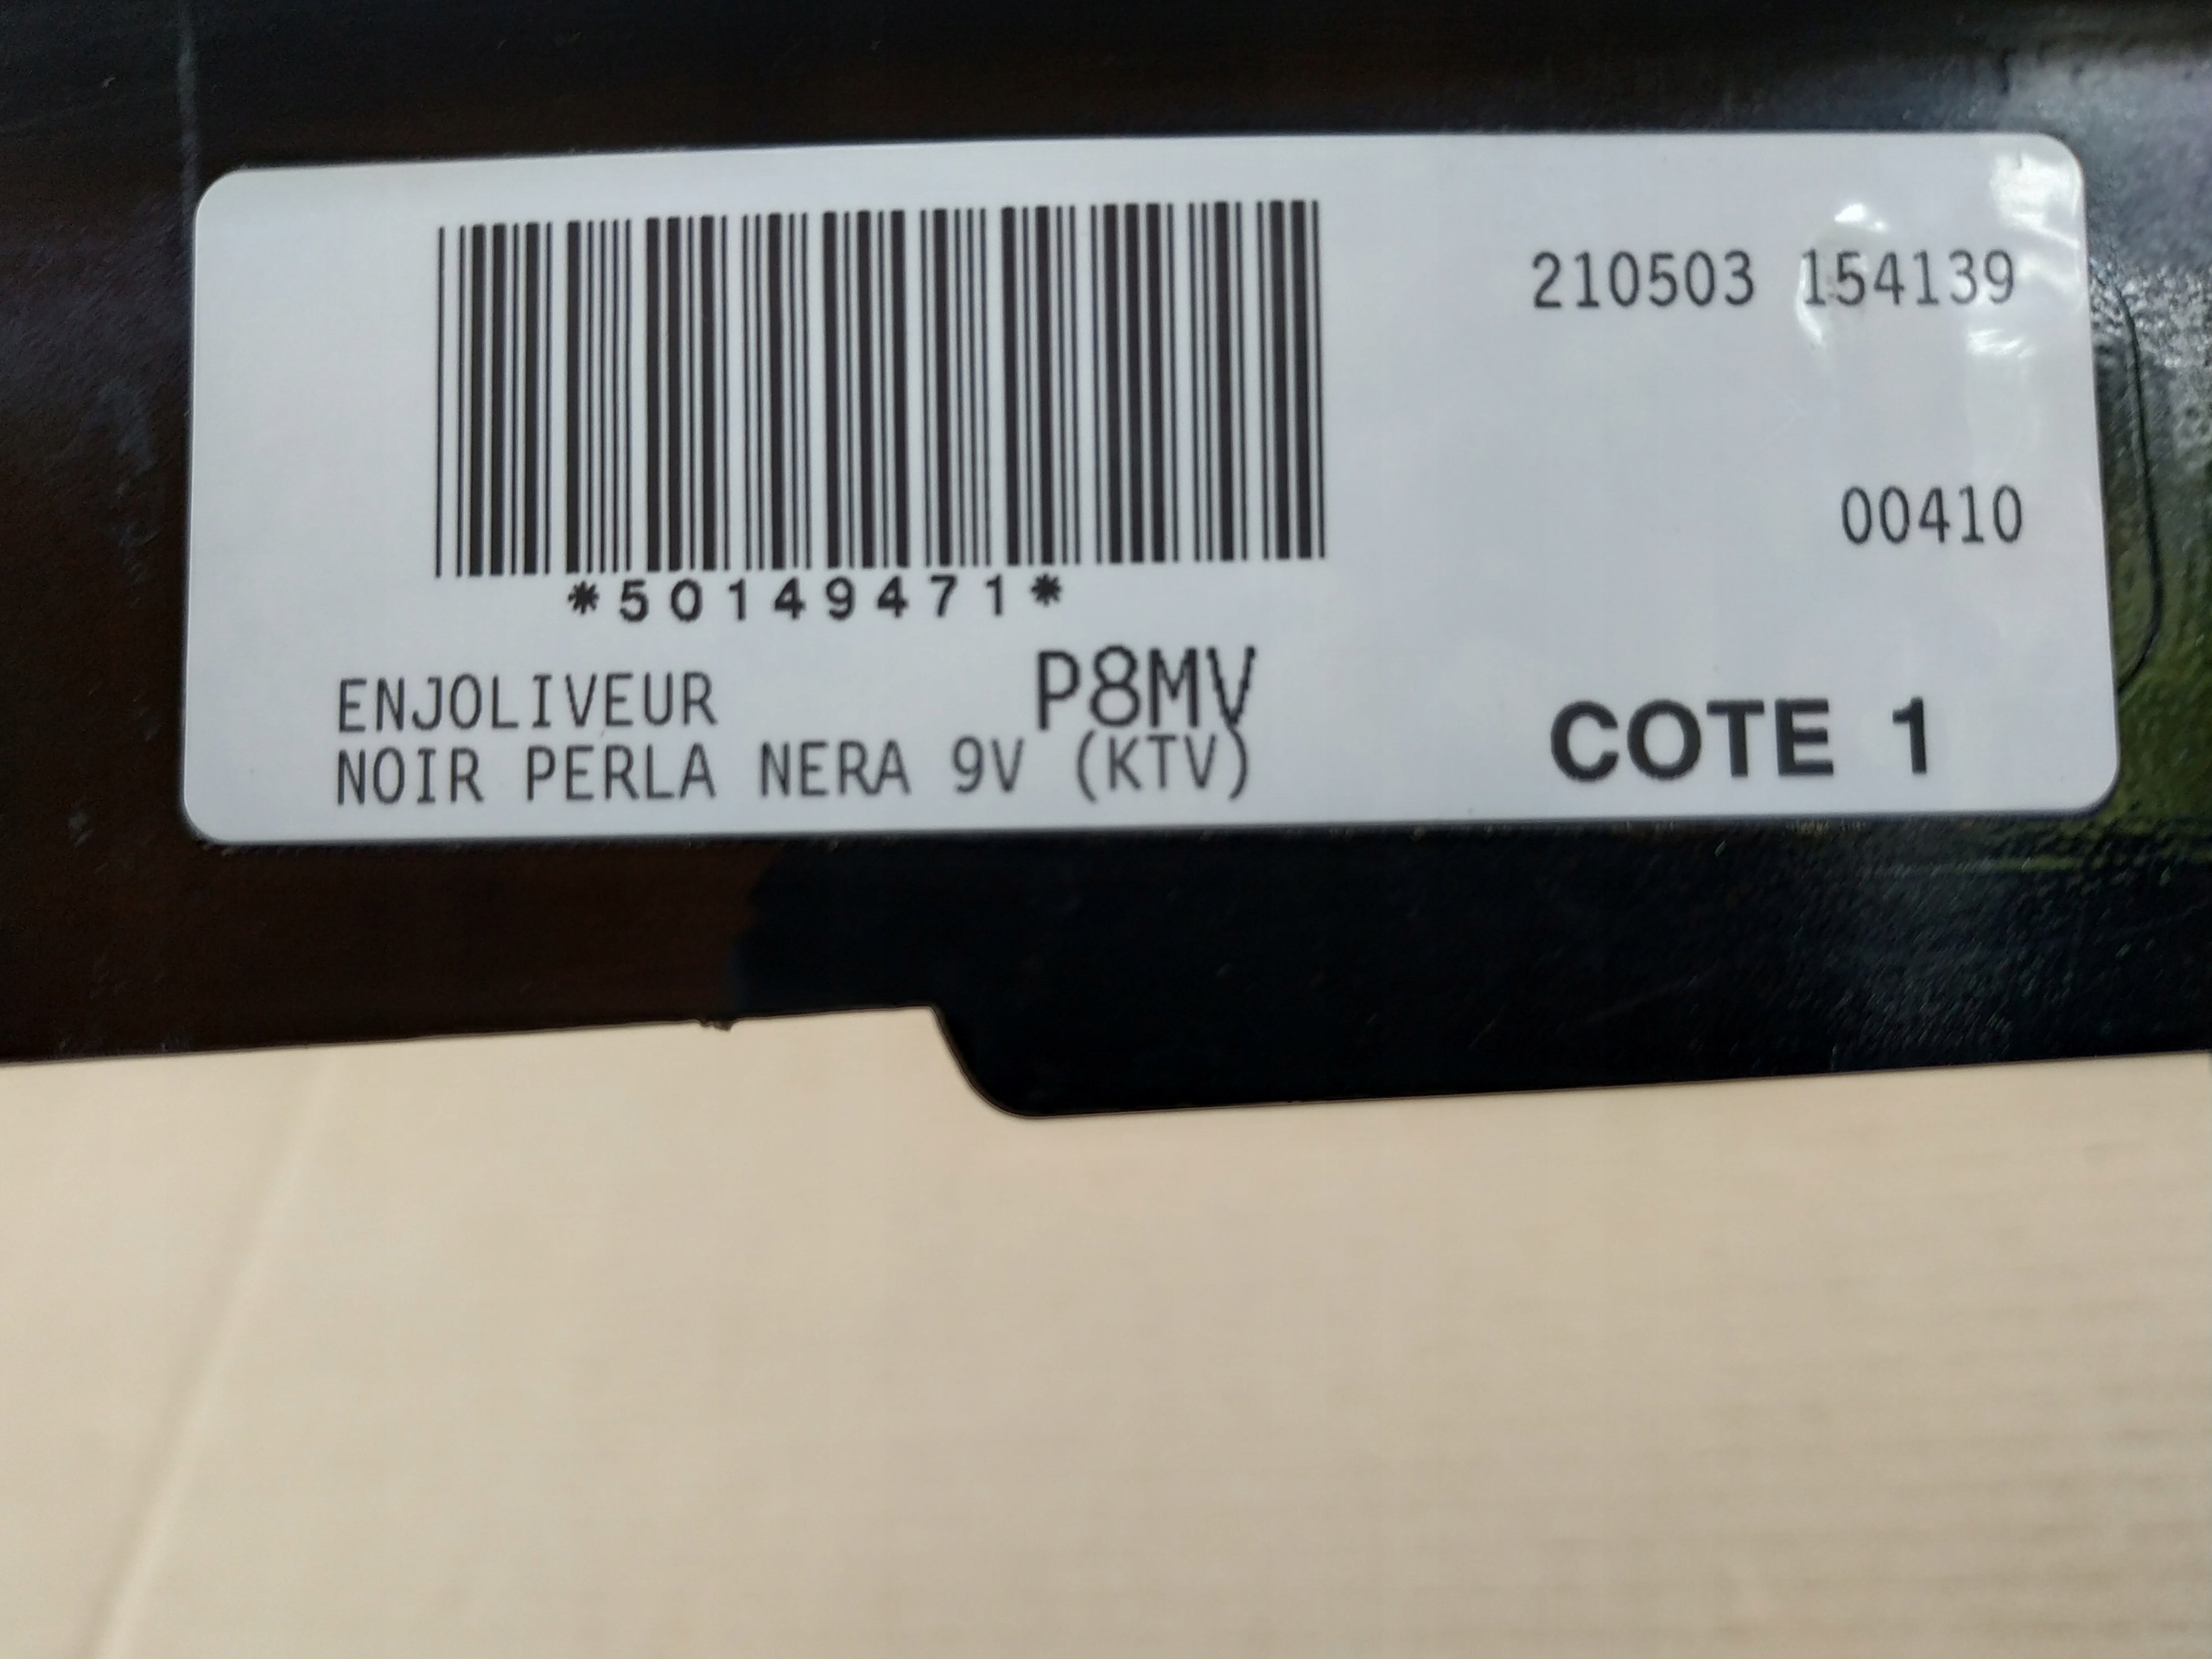 210503 154139
00410
*50149471*
ENJOLIVEUR P8MV
NOIR PERLA NERA 9V (KTV)
COTE 1